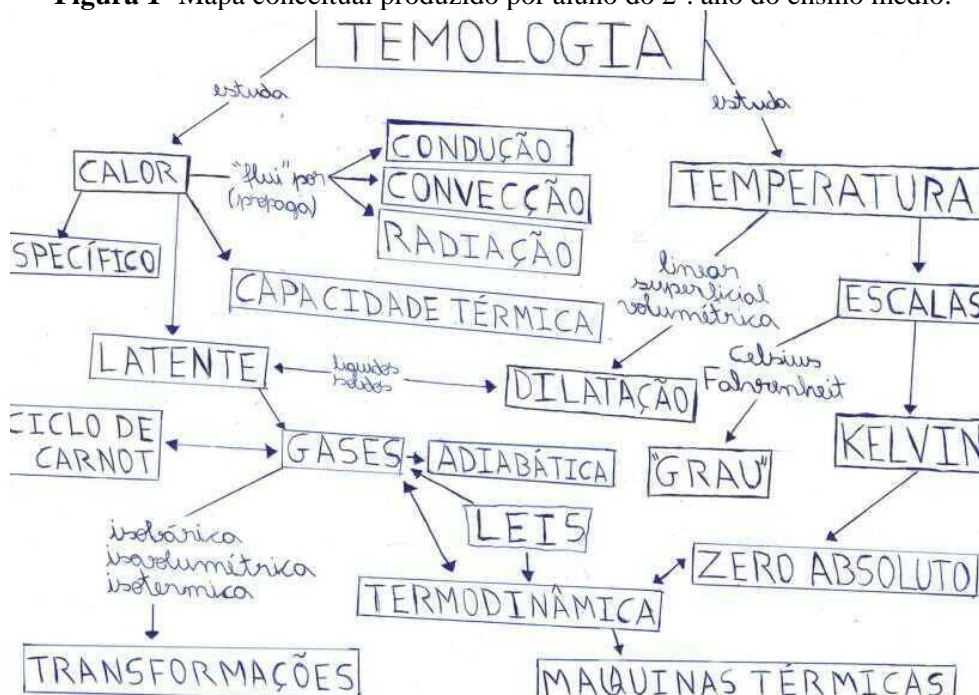 Figura 1- Mapa conceitual produzido por aluno do 2º. ano do ensino médio.
TEMOLOGIA
estuda
estuda
CALOR
"flui" por
(propaga)
CONDUÇÃO
CONVECÇÃO
RADIAÇÃO
TEMPERATURA
SPECÍFICO
CAPACIDADE TÉRMICA
linear
superficial
volumétrica
ESCALAS
LATENTE
liquidos
solidos
DILATAÇÃO
Celsius
Fahrenheit
CICLO DE
CARNOT
GASES
ADIABÁTICA
"GRAU"
KELVIN
LEIS
isobárica
isovolumétrica
isotermica
TERMODINÂMICA
ZERO ABSOLUTO
TRANSFORMAÇÕES
MAQUINAS TÉRMICAS